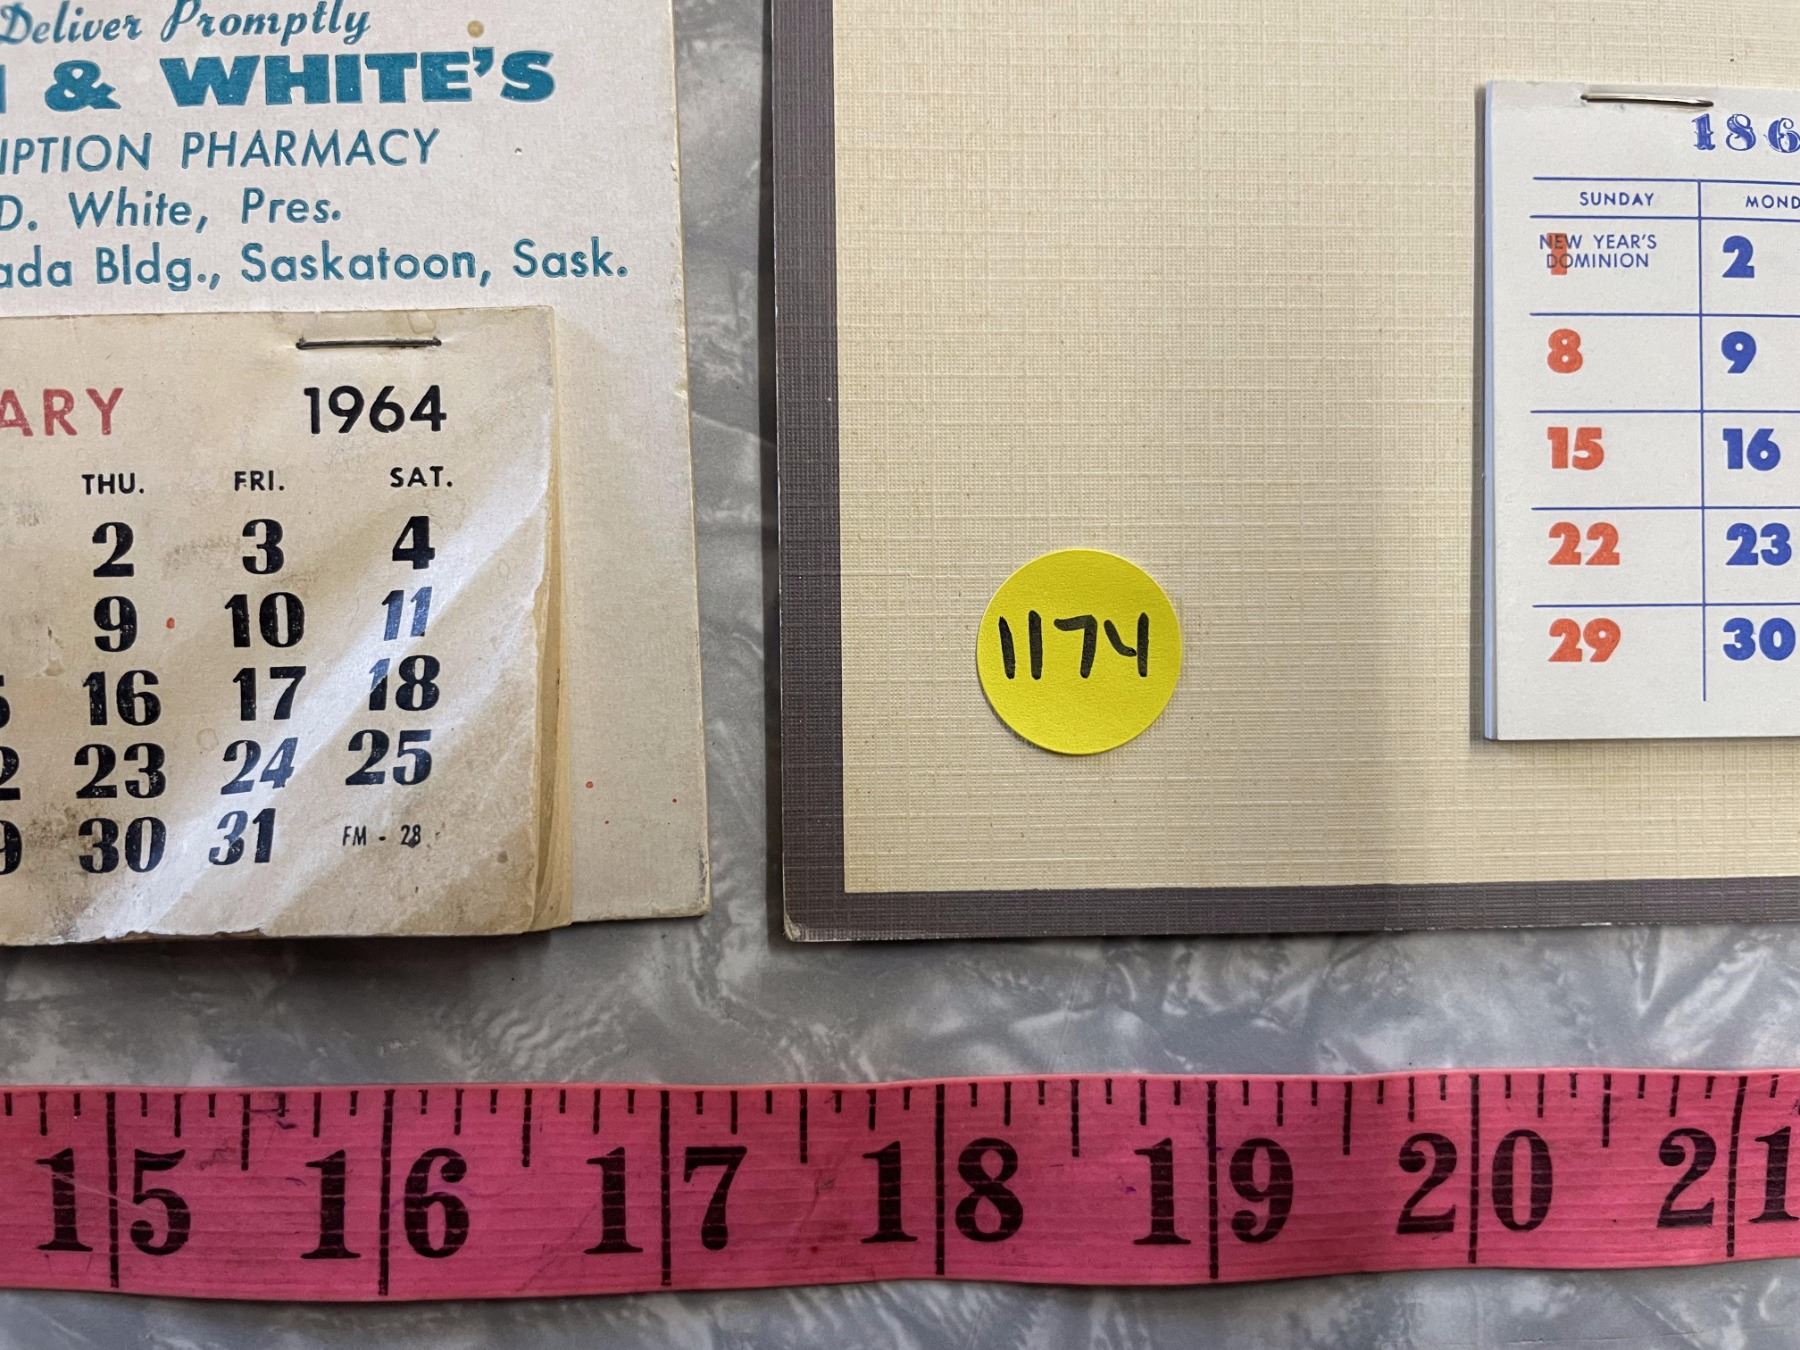 Deliver Promptly
& WHITE'S
IPTION PHARMACY
D. White, Pres.
ada Bldg., Saskatoon, Sask.
ARY 1964
THU. FRI. SAT.
2 3 4
9 10 11
16 17 18
23 24 25
30 31 FM - 28
1174
186
SUNDAY MOND
NEW YEAR'S
DOMINION
1 2
8 9
15 16
22 23
29 30
15 16 17 18 19 20 21